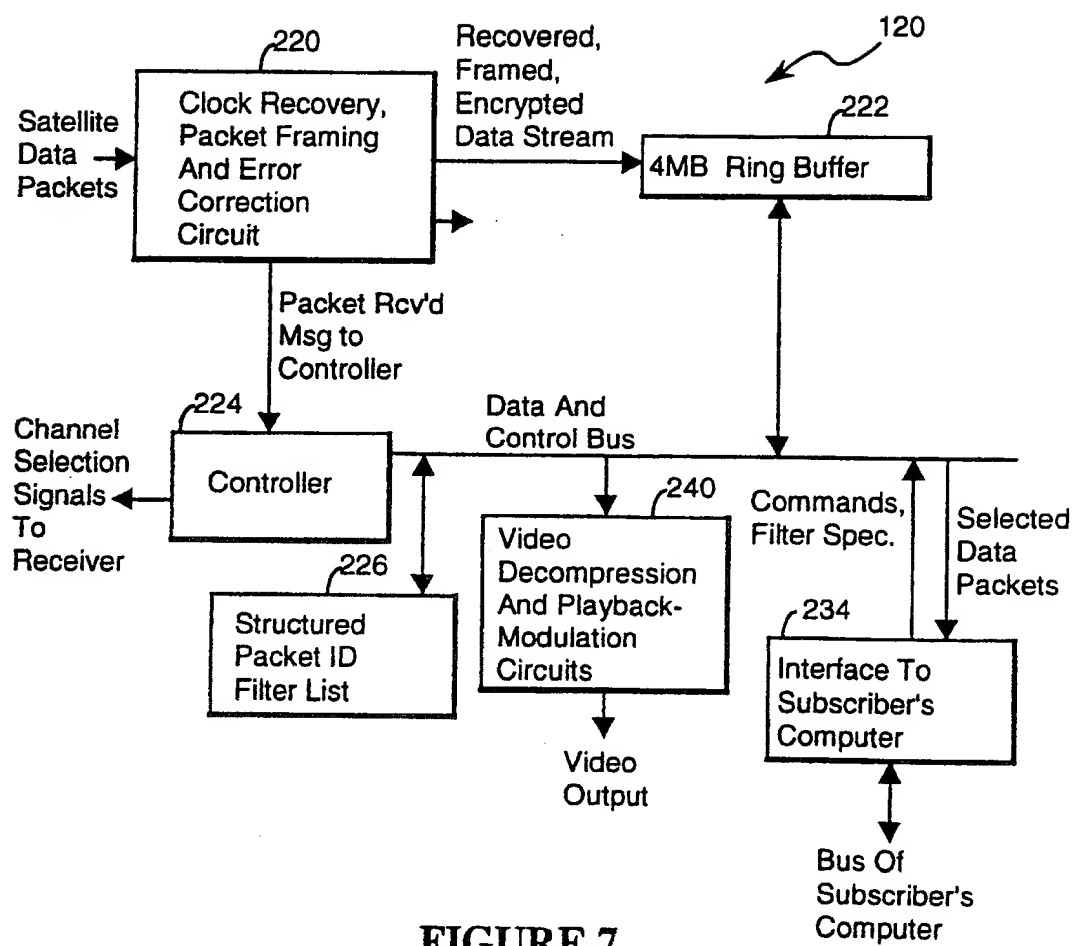 120
220
Recovered,
Framed,
Encrypted
Data Stream
Satellite
Data
Packets
Clock Recovery,
Packet Framing
And Error
Correction
Circuit
222
4MB Ring Buffer
Packet Rcv'd
Msg to
Controller
224
Channel
Selection
Signals
To
Receiver
Controller
Data And
Control Bus
226
Structured
Packet ID
Filter List
240
Video
Decompression
And Playback-
Modulation
Circuits
Video
Output
Commands,
Filter Spec.
Selected
Data
Packets
234
Interface To
Subscriber's
Computer
Bus Of
Subscriber's
Computer
FIGURE 7